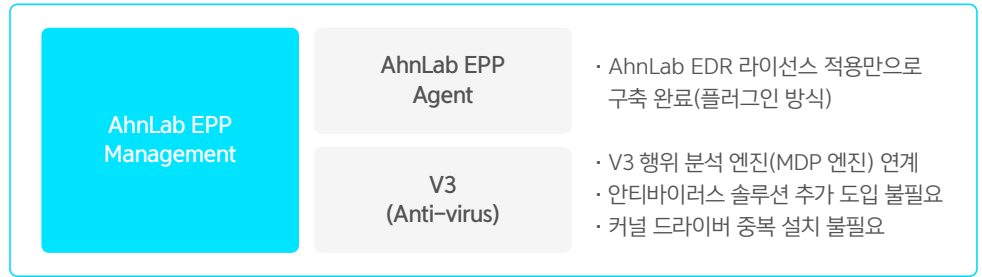 AhnLab EPP
Management
AhnLab EPP
Agent
· AhnLab EDR 라이선스 적용만으로
구축 완료(플러그인 방식)
V3
(Anti-virus)
· V3 행위 분석 엔진(MDP 엔진) 연계
· 안티바이러스 솔루션 추가 도입 불필요
· 커널 드라이버 중복 설치 불필요